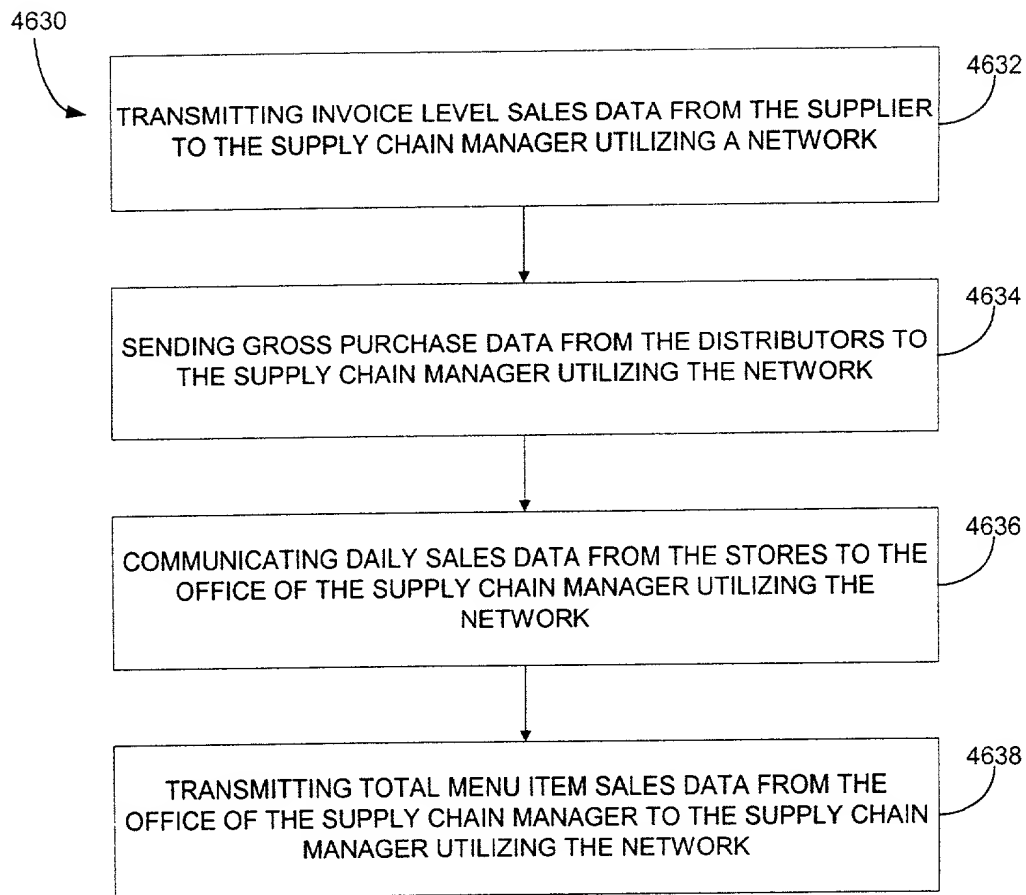 4630
4632
TRANSMITTING INVOICE LEVEL SALES DATA FROM THE SUPPLIER
TO THE SUPPLY CHAIN MANAGER UTILIZING A NETWORK
4634
SENDING GROSS PURCHASE DATA FROM THE DISTRIBUTORS TO
THE SUPPLY CHAIN MANAGER UTILIZING THE NETWORK
4636
COMMUNICATING DAILY SALES DATA FROM THE STORES TO THE
OFFICE OF THE SUPPLY CHAIN MANAGER UTILIZING THE
NETWORK
4638
TRANSMITTING TOTAL MENU ITEM SALES DATA FROM THE
OFFICE OF THE SUPPLY CHAIN MANAGER TO THE SUPPLY CHAIN
MANAGER UTILIZING THE NETWORK